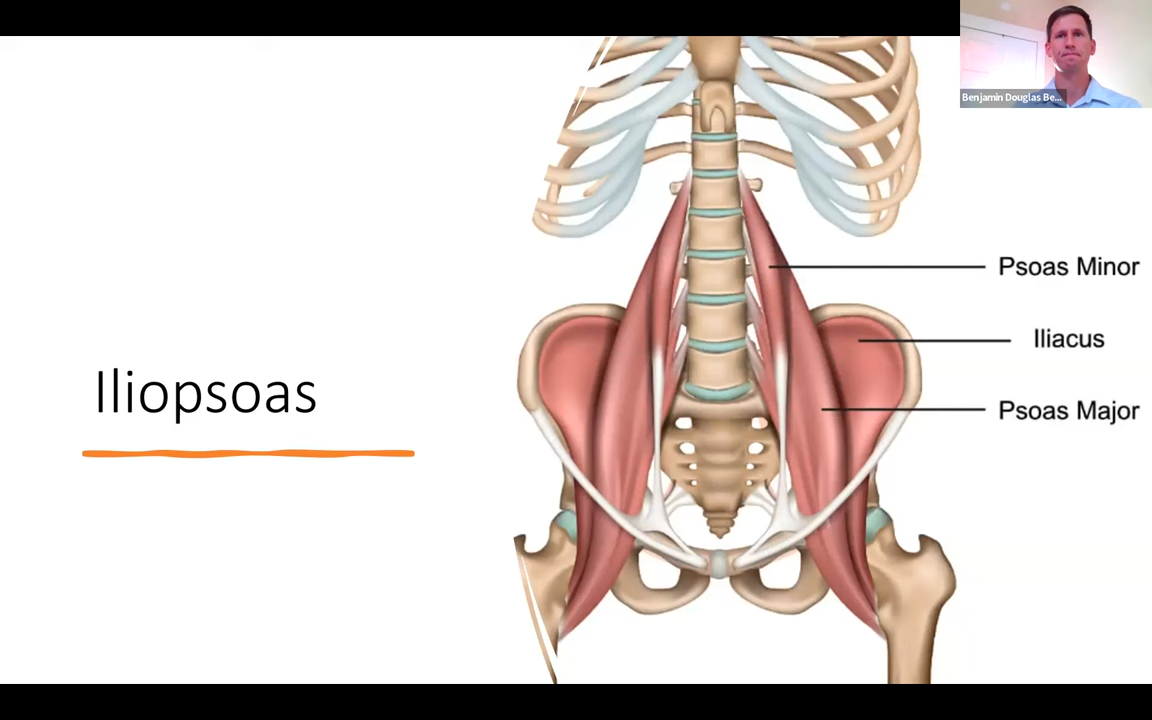 Benjamin Douglas Be...
Psoas Minor
Iliacus
Iliopsoas
Psoas Major